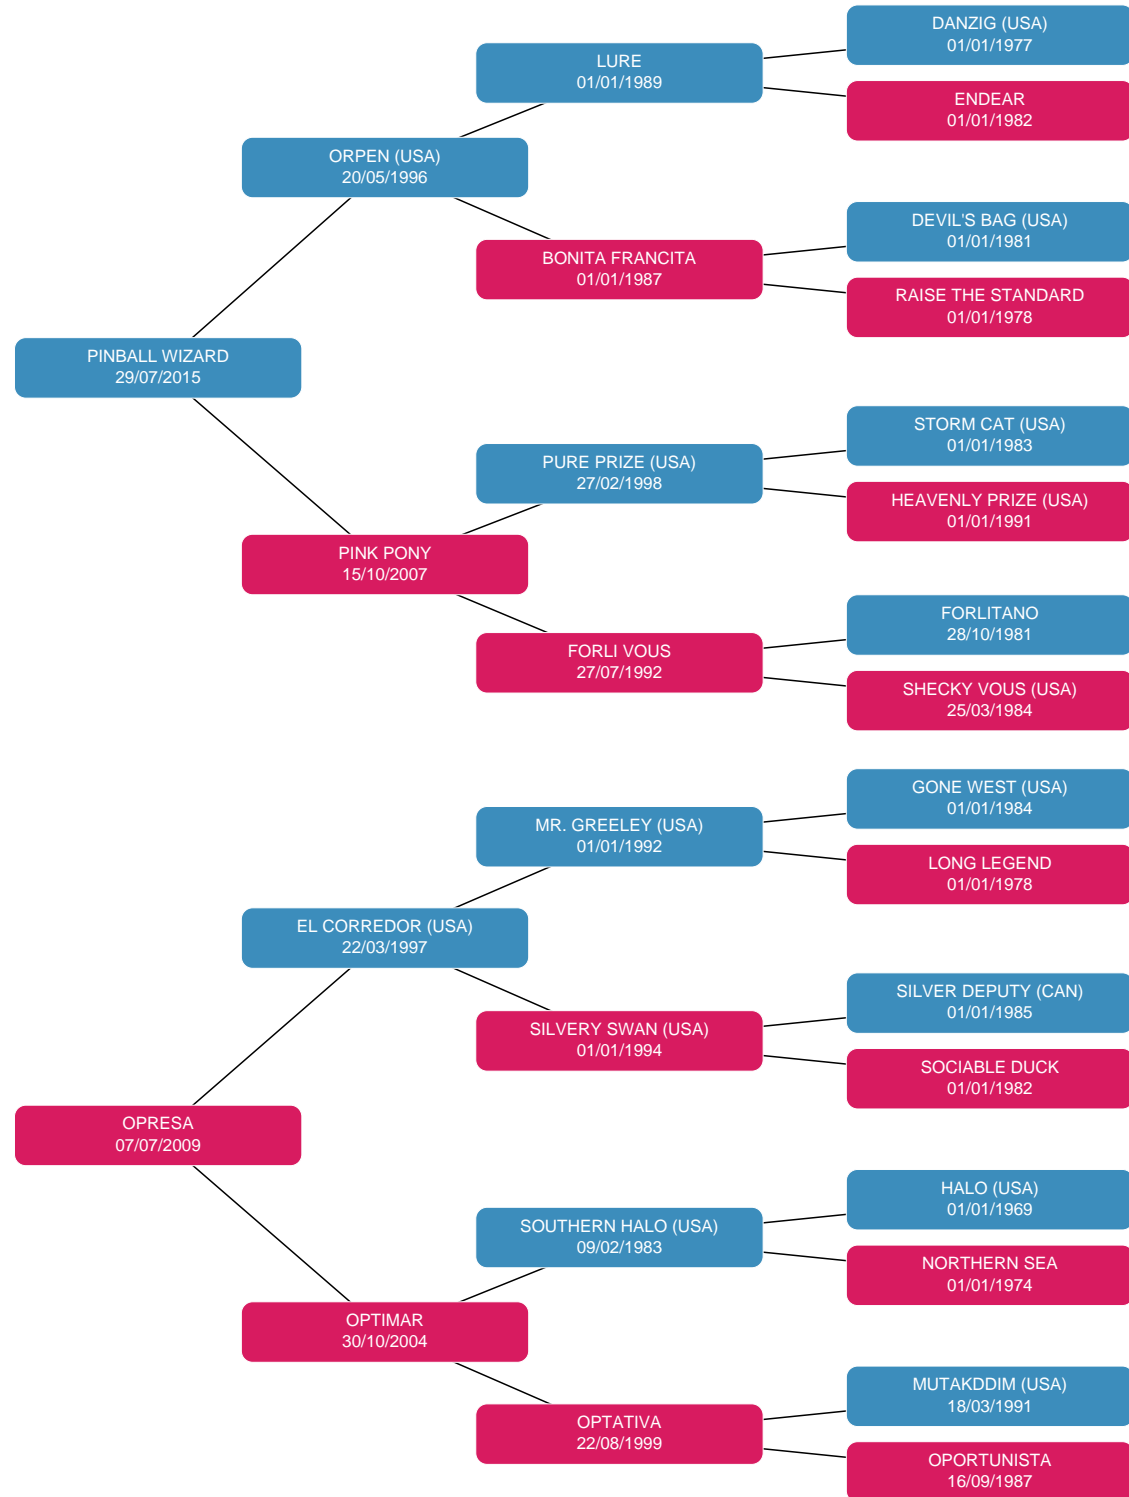 DANZIG (USA)
01/01/1977
LURE
01/01/1989
ENDEAR
01/01/1982
ORPEN (USA)
20/05/1996
DEVIL'S BAG (USA)
01/01/1981
BONITA FRANCITA
01/01/1987
RAISE THE STANDARD
01/01/1978
PINBALL WIZARD
29/07/2015
STORM CAT (USA)
01/01/1983
PURE PRIZE (USA)
27/02/1998
HEAVENLY PRIZE (USA)
01/01/1991
PINK PONY
15/10/2007
FORLITANO
28/10/1981
FORLI VOUS
27/07/1992
SHECKY VOUS (USA)
25/03/1984
GONE WEST (USA)
01/01/1984
MR. GREELEY (USA)
01/01/1992
LONG LEGEND
01/01/1978
EL CORREDOR (USA)
22/03/1997
SILVER DEPUTY (CAN)
01/01/1985
SILVERY SWAN (USA)
01/01/1994
SOCIABLE DUCK
01/01/1982
OPRESA
07/07/2009
HALO (USA)
01/01/1969
SOUTHERN HALO (USA)
09/02/1983
NORTHERN SEA
01/01/1974
OPTIMAR
30/10/2004
MUTAKDDIM (USA)
18/03/1991
OPTATIVA
22/08/1999
OPORTUNISTA
16/09/1987